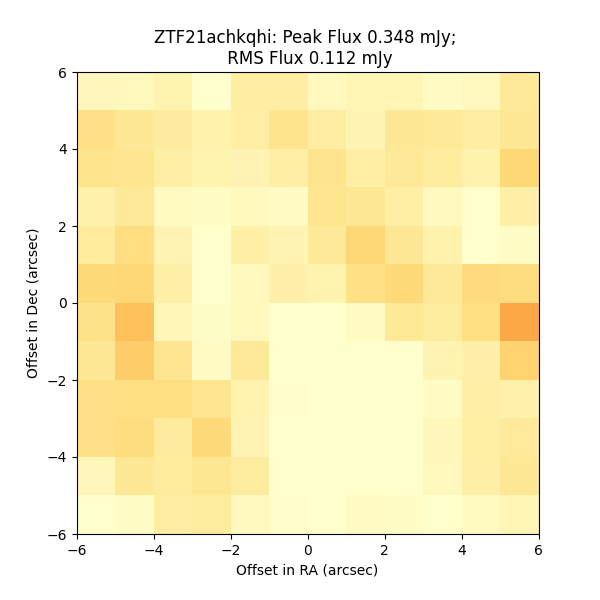 ZTF21achkqhi: Peak Flux 0.348 mJy;
RMS Flux 0.112 mJy
6
4
2
0
−2
−4
−6
Offset in Dec (arcsec)
−6 −4 −2 0 2 4 6
Offset in RA (arcsec)